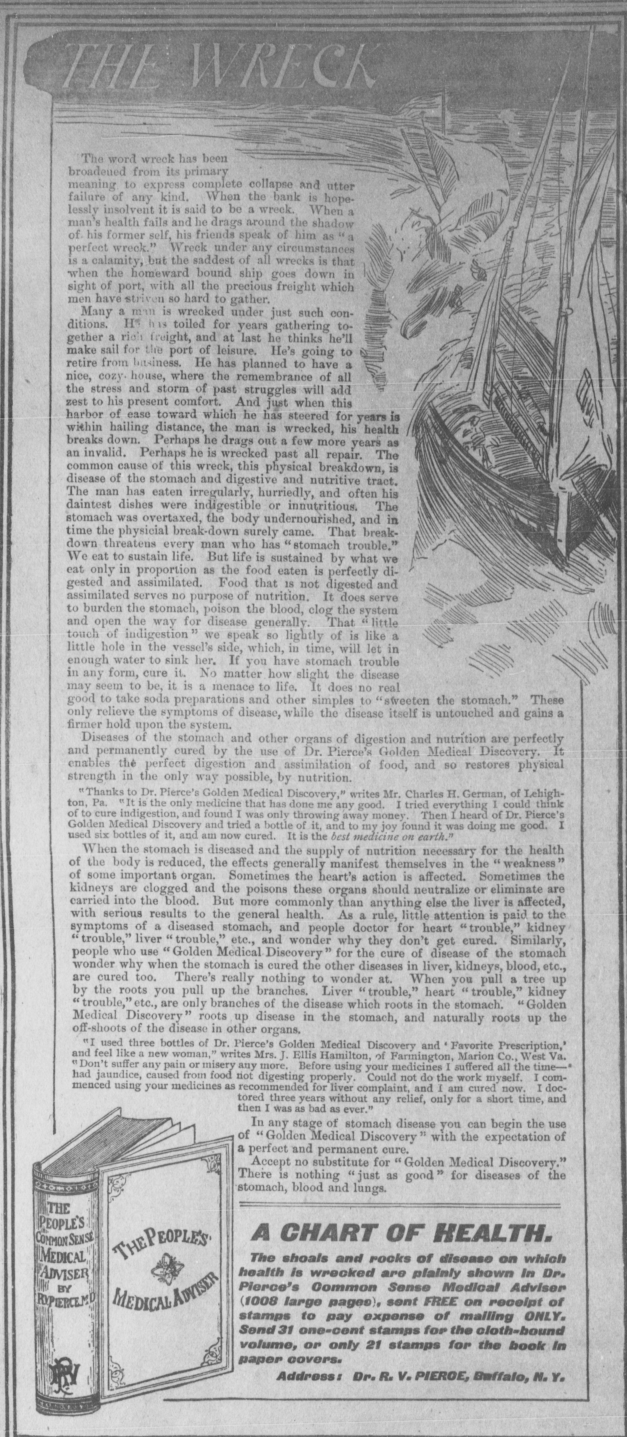 THE WRECK
The word wreck has been
broadened from its primary
meaning to express complete collapse and utter
failure of any kind. When the bank is hope-
lessly insolvent it is said to be a wreck. When a
man's health fails and he drags around the shadow
of his former self, his friends speak of him as "a
perfect wreck." Wreck under any circumstances
is a calamity, but the saddest of all wrecks is that
when the homeward bound ship goes down in
sight of port, with all the precious freight which
men have striven so hard to gather.
Many a man is wrecked under just such con-
ditions. He has toiled for years gathering to-
gether a rich freight, and at last he thinks he'll
make sail for the port of leisure. He's going to
retire from business. He has planned to have a
nice, cozy house, where the remembrance of all
the stress and storm of past struggles will add
zest to his present comfort. And just when this
harbor of ease toward which he has steered for years is
within hailing distance, the man is wrecked, his health
breaks down. Perhaps he drags out a few more years as
an invalid. Perhaps he is wrecked past all repair. The
common cause of this wreck, this physical breakdown, is
disease of the stomach and digestive and nutritive tract.
The man has eaten irregularly, hurriedly, and often his
daintest dishes were indigestible or innutritious. The
stomach was overtaxed, the body undernourished, and in
time the physicial break-down surely came. That break-
down threatens every man who has "stomach trouble."
We eat to sustain life. But life is sustained by what we
eat only in proportion as the food eaten is perfectly di-
gested and assimilated. Food that is not digested and
assimilated serves no purpose of nutrition. It does serve
to burden the stomach, poison the blood, clog the system
and open the way for disease generally. That "little
touch of indigestion" we speak so lightly of is like a
little hole in the vessel's side, which, in time, will let in
enough water to sink her. If you have stomach trouble
in any form, cure it. No matter how slight the disease
may seem to be, it is a menace to life. It does no real
good to take soda preparations and other simples to "sweeten the stomach." These
only relieve the symptoms of disease, while the disease itself is untouched and gains a
firmer hold upon the system.
Diseases of the stomach and other organs of digestion and nutrition are perfectly
and permanently cured by the use of Dr. Pierce's Golden Medical Discovery. It
enables the perfect digestion and assimilation of food, and so restores physical
strength in the only way possible, by nutrition.
"Thanks to Dr. Pierce's Golden Medical Discovery," writes Mr. Charles H. German, of Lehigh-
ton, Pa. "It is the only medicine that has done me any good. I tried everything I could think
of to cure indigestion, and found I was only throwing away money. Then I heard of Dr. Pierce's
Golden Medical Discovery and tried a bottle of it, and to my joy found it was doing me good. I
used six bottles of it, and am now cured. It is the best medicine on earth."
When the stomach is diseased and the supply of nutrition necessary for the health
of the body is reduced, the effects generally manifest themselves in the "weakness"
of some important organ. Sometimes the heart's action is affected. Sometimes the
kidneys are clogged and the poisons these organs should neutralize or eliminate are
carried into the blood. But more commonly than anything else the liver is affected,
with serious results to the general health. As a rule, little attention is paid to the
symptoms of a diseased stomach, and people doctor for heart "trouble," kidney
"trouble," liver "trouble," etc., and wonder why they don't get cured. Similarly,
people who use "Golden Medical Discovery" for the cure of disease of the stomach
wonder why when the stomach is cured the other diseases in liver, kidneys, blood, etc.,
are cured too. There's really nothing to wonder at. When you pull a tree up
by the roots you pull up the branches. Liver "trouble," heart "trouble," kidney
"trouble," etc., are only branches of the disease which roots in the stomach. "Golden
Medical Discovery" roots up disease in the stomach, and naturally roots up the
off-shoots of the disease in other organs.
"I used three bottles of Dr. Pierce's Golden Medical Discovery and 'Favorite Prescription,'
and feel like a new woman," writes Mrs. J. Ellis Hamilton, of Farmington, Marion Co., West Va.
"Don't suffer any pain or misery any more. Before using your medicines I suffered all the time—
had jaundice, caused from food not digesting properly. Could not do the work myself. I com-
menced using your medicines as recommended for liver complaint, and I am cured now. I doc-
tored three years without any relief, only for a short time, and
then I was as bad as ever."
In any stage of stomach disease you can begin the use
of "Golden Medical Discovery" with the expectation of
a perfect and permanent cure.
Accept no substitute for "Golden Medical Discovery."
There is nothing "just as good" for diseases of the
stomach, blood and lungs.
THE
PEOPLE'S
COMMON SENSE
MEDICAL
ADVISER
BY
R.V. PIERCE, M.D.
THE PEOPLE'S
MEDICAL ADVISER
A CHART OF HEALTH.
The shoals and rocks of disease on which
health is wrecked are plainly shown in Dr.
Pierce's Common Sense Medical Adviser
(1008 large pages), sent FREE on receipt of
stamps to pay expense of mailing ONLY.
Send 31 one-cent stamps for the cloth-bound
volume, or only 21 stamps for the book in
paper covers.
Address: Dr. R. V. PIERCE, Buffalo, N. Y.